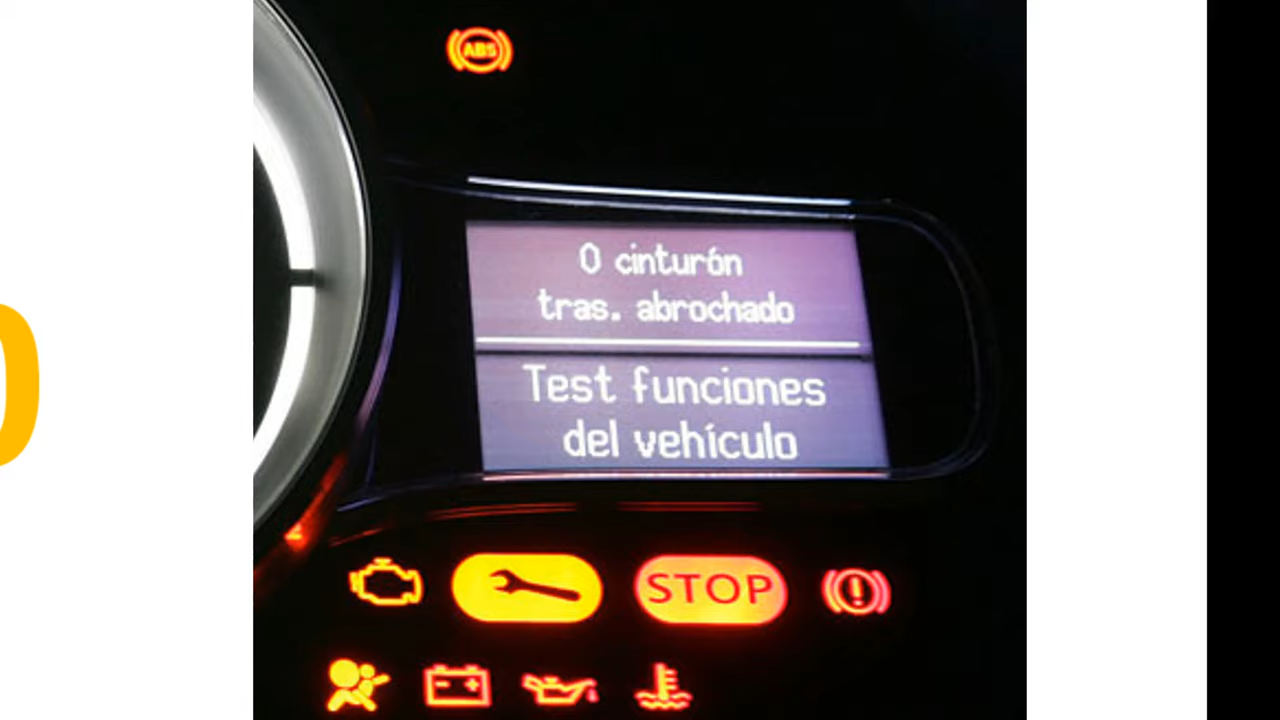 ABS
0 cinturón
tras. abrochado
Test funciones
del vehículo
STOP